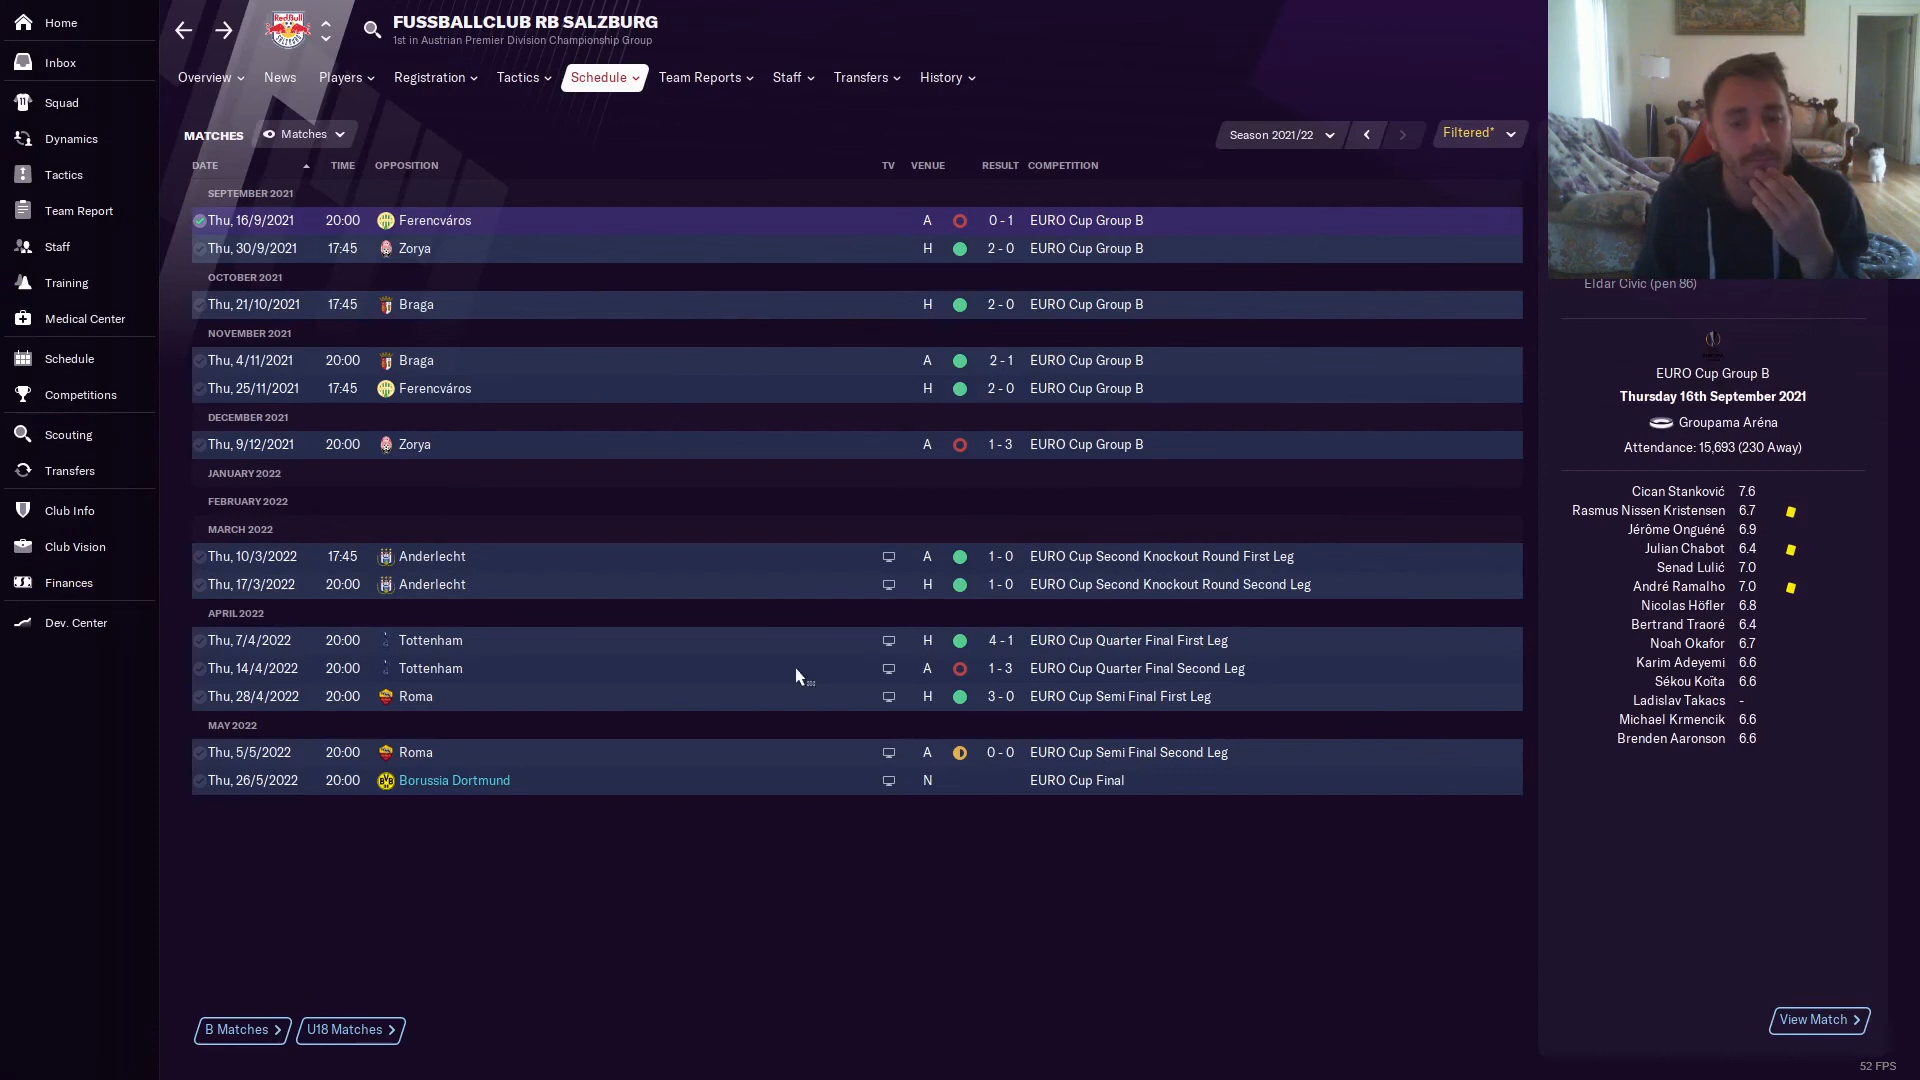 Home
Inbox
Squad
Dynamics
Tactics
Team Report
Staff
Training
Medical Center
Schedule
Competitions
Scouting
Transfers
Club Info
Club Vision
Finances
Dev. Center
FUSSBALLCLUB RB SALZBURG
1st in Austrian Premier Division Championship Group
Overview News Players Registration Tactics Schedule Team Reports Staff Transfers History
MATCHES Matches Season 2021/22 Filtered*
DATE TIME OPPOSITION TV VENUE RESULT COMPETITION
SEPTEMBER 2021
Thu, 16/9/2021 20:00 Ferencváros A 0 - 1 EURO Cup Group B
Thu, 30/9/2021 17:45 Zorya H 2 - 0 EURO Cup Group B
OCTOBER 2021
Thu, 21/10/2021 17:45 Braga H 2 - 0 EURO Cup Group B
NOVEMBER 2021
Thu, 4/11/2021 20:00 Braga A 2 - 1 EURO Cup Group B
Thu, 25/11/2021 17:45 Ferencváros H 2 - 0 EURO Cup Group B
DECEMBER 2021
Thu, 9/12/2021 20:00 Zorya A 1 - 3 EURO Cup Group B
JANUARY 2022
FEBRUARY 2022
MARCH 2022
Thu, 10/3/2022 17:45 Anderlecht A 1 - 0 EURO Cup Second Knockout Round First Leg
Thu, 17/3/2022 20:00 Anderlecht H 1 - 0 EURO Cup Second Knockout Round Second Leg
APRIL 2022
Thu, 7/4/2022 20:00 Tottenham H 4 - 1 EURO Cup Quarter Final First Leg
Thu, 14/4/2022 20:00 Tottenham A 1 - 3 EURO Cup Quarter Final Second Leg
Thu, 28/4/2022 20:00 Roma H 3 - 0 EURO Cup Semi Final First Leg
MAY 2022
Thu, 5/5/2022 20:00 Roma A 0 - 0 EURO Cup Semi Final Second Leg
Thu, 26/5/2022 20:00 Borussia Dortmund N EURO Cup Final
B Matches
U18 Matches
Eldar Civic (pen 86)
EURO Cup Group B
Thursday 16th September 2021
Groupama Aréna
Attendance: 15,693 (230 Away)
Cican Stanković 7.6
Rasmus Nissen Kristensen 6.7
Jérôme Onguéné 6.9
Julian Chabot 6.4
Senad Lulić 7.0
André Ramalho 7.0
Nicolas Höfler 6.8
Bertrand Traoré 6.4
Noah Okafor 6.7
Karim Adeyemi 6.6
Sékou Koïta 6.6
Ladislav Takacs -
Michael Krmencik 6.6
Brenden Aaronson 6.6
View Match
52 FPS